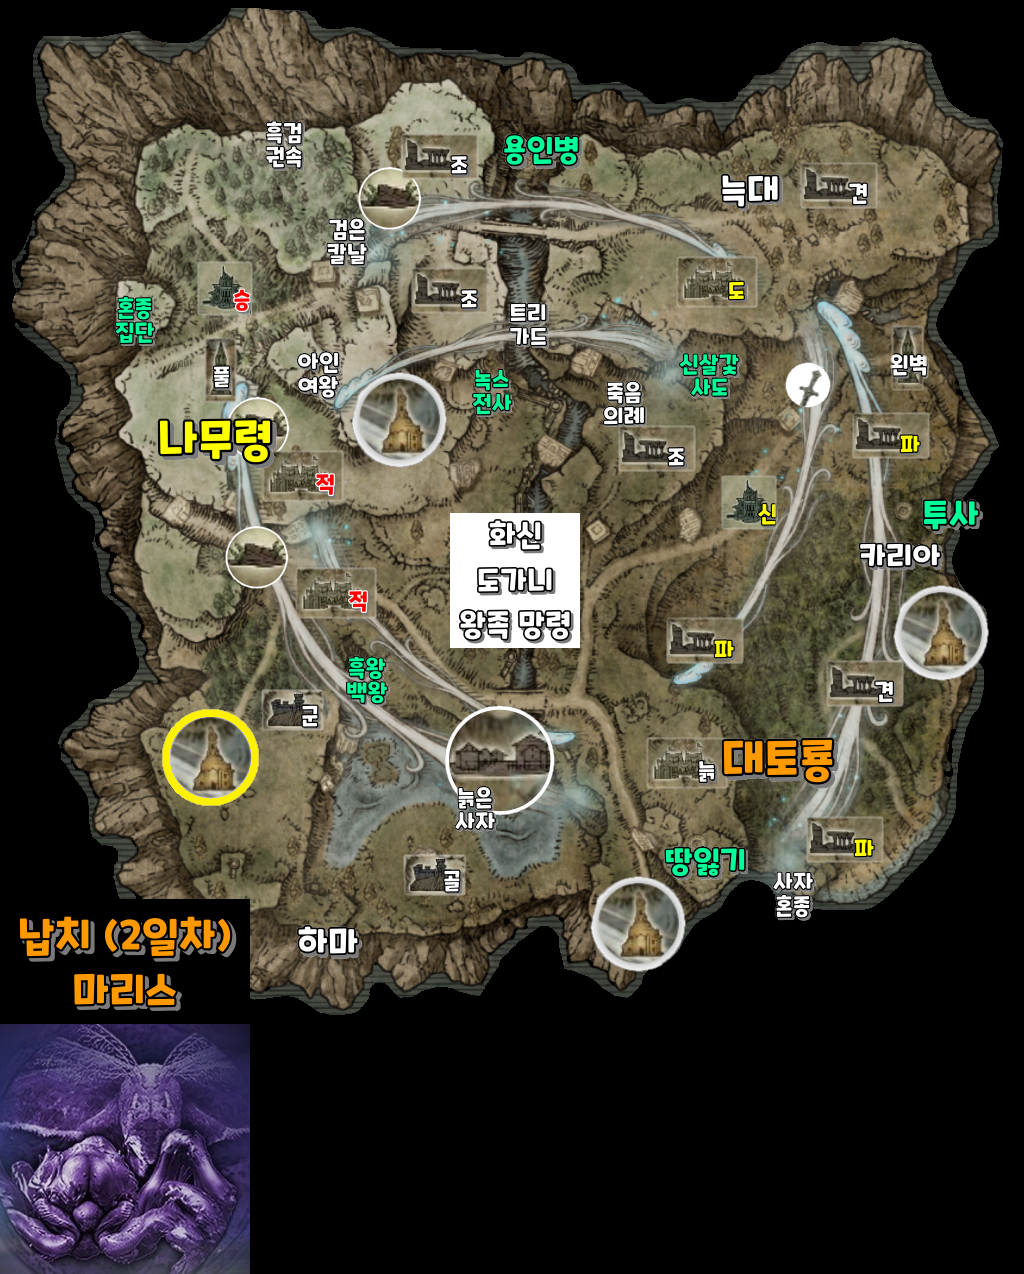 흑검
권속
조
용인병
늑대
견
검은
칼날
승
조
도
혼종
집단
트리
가드
풀
아인
여왕
녹스
전사
신살갗
사도
죽음
의례
왼벽
나무령
조
파
적
신
투사
화신
도가니
왕족 망령
카리아
적
파
흑왕
백왕
견
군
대토룡
늙
늙은
사자
파
땅잃기
골
사자
혼종
하마
납치 (2일차)
마리스